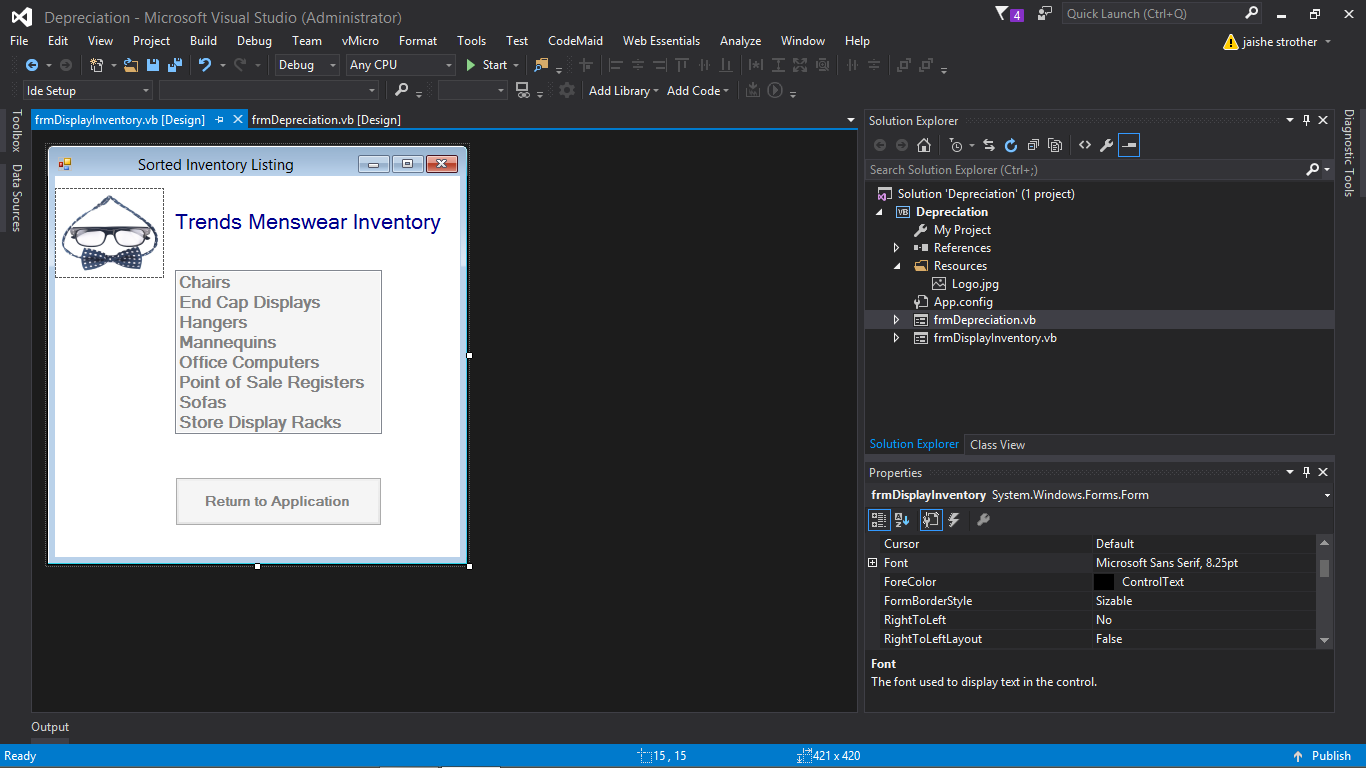 Depreciation - Microsoft Visual Studio (Administrator)
4
Quick Launch (Ctrl+Q)
File Edit View Project Build Debug Team vMicro Format Tools Test CodeMaid Web Essentials Analyze Window Help
jaishe strother
Debug Any CPU Start
Ide Setup Add Library Add Code
Toolbox
Data Sources
frmDisplayInventory.vb [Design] frmDepreciation.vb [Design]
Sorted Inventory Listing
Trends Menswear Inventory
Chairs
End Cap Displays
Hangers
Mannequins
Office Computers
Point of Sale Registers
Sofas
Store Display Racks
Return to Application
Solution Explorer
Search Solution Explorer (Ctrl+;)
Solution 'Depreciation' (1 project)
VB Depreciation
My Project
References
Resources
Logo.jpg
App.config
frmDepreciation.vb
frmDisplayInventory.vb
Solution Explorer Class View
Diagnostic Tools
Properties
frmDisplayInventory System.Windows.Forms.Form
Cursor Default
Font Microsoft Sans Serif, 8.25pt
ForeColor ControlText
FormBorderStyle Sizable
RightToLeft No
RightToLeftLayout False
Font
The font used to display text in the control.
Output
Ready 15 , 15 421 x 420 Publish